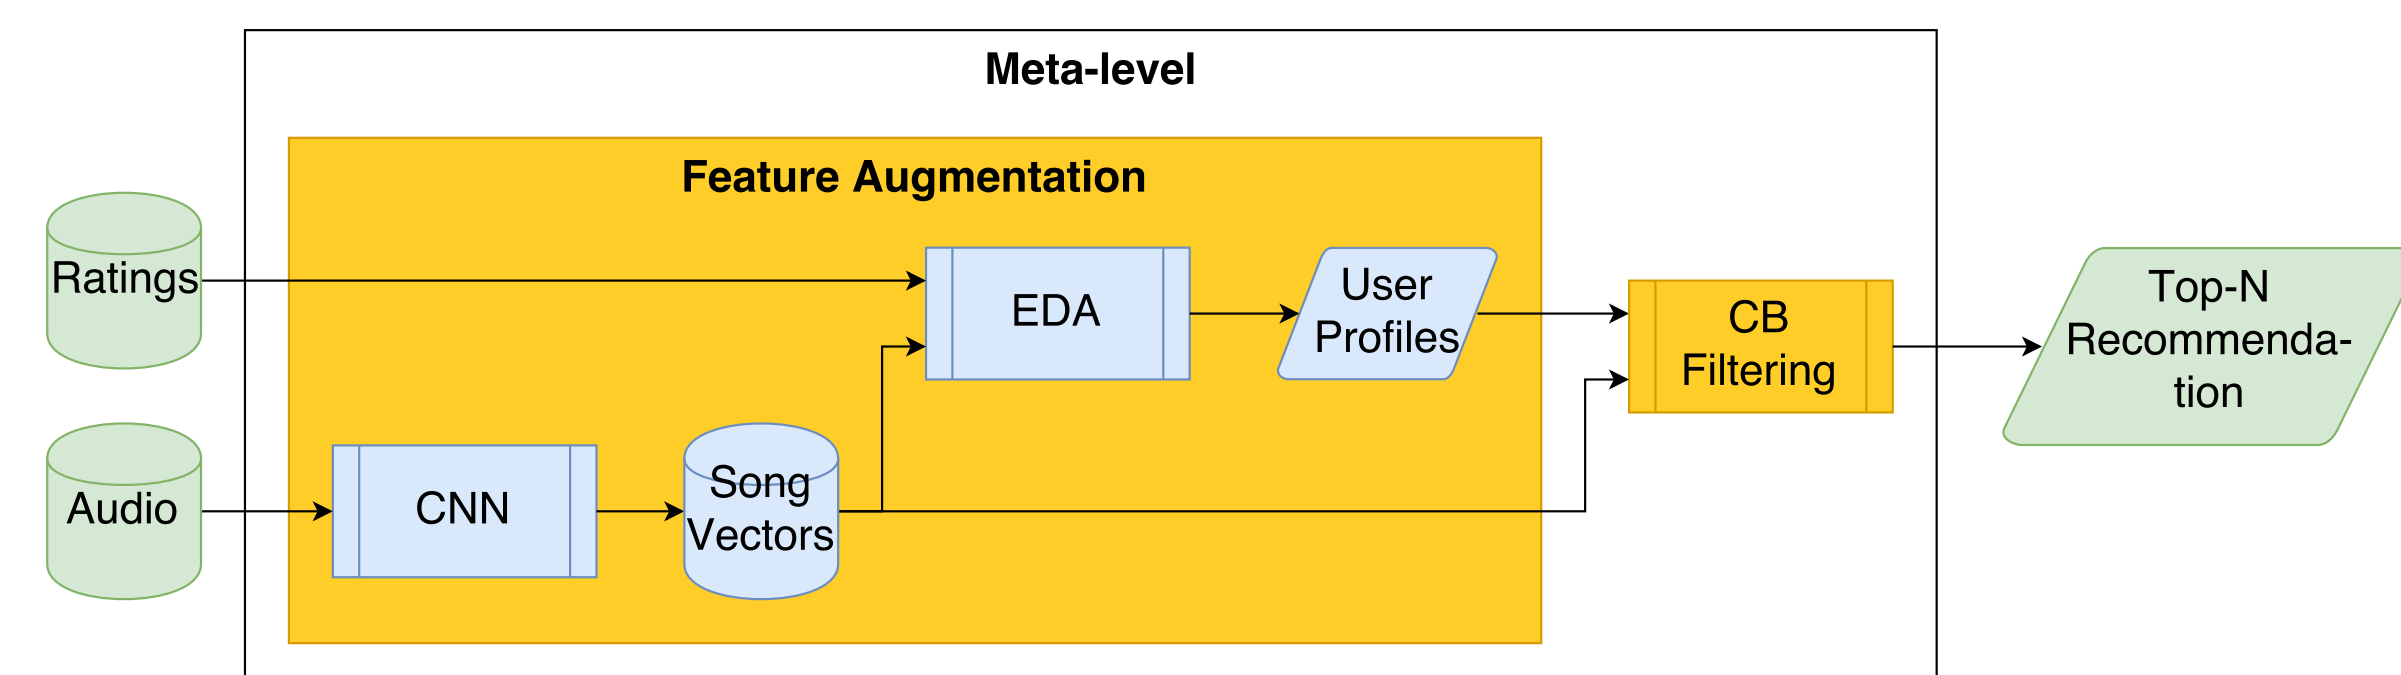 Meta-level
Feature Augmentation
Ratings
EDA
User
Profiles
CB
Filtering
Top-N
Recommenda-
tion
Audio
CNN
Song
Vectors